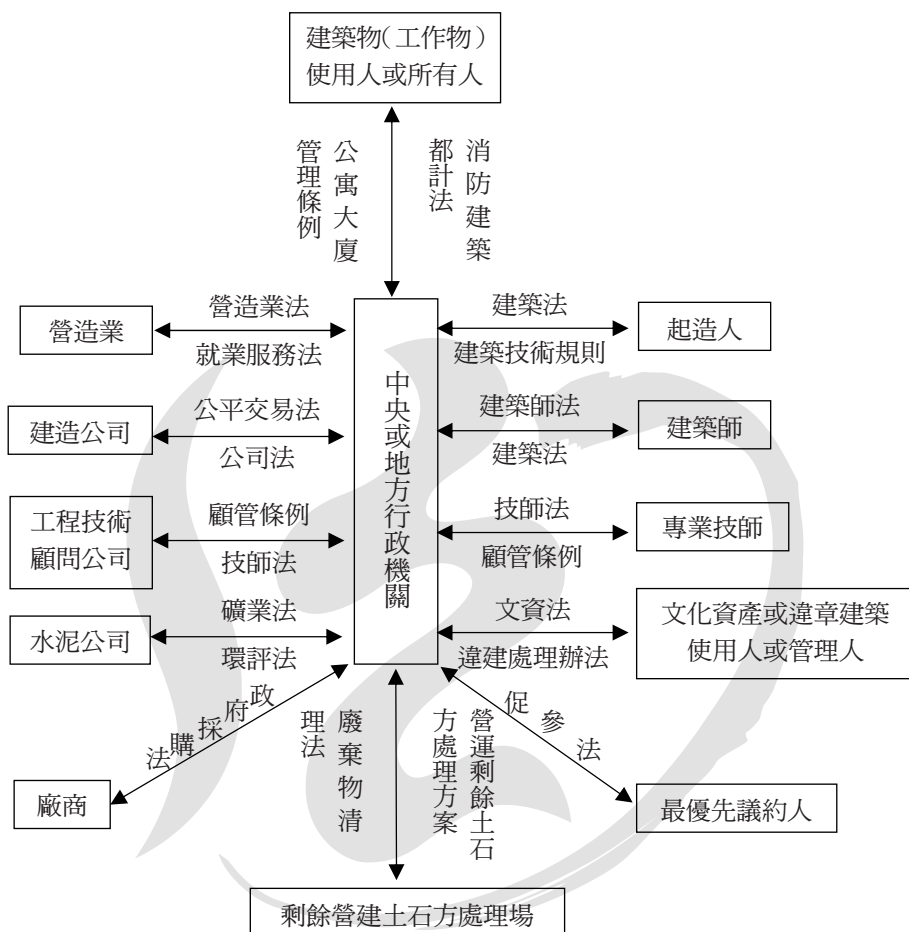 建築物(工作物)
使用人或所有人
公寓大廈
管理條例
消防建築
都計法
營造業
營造業法
就業服務法
建造公司
公平交易法
公司法
工程技術
顧問公司
顧管條例
技師法
水泥公司
礦業法
環評法
中央或地方行政機關
建築法
建築技術規則
起造人
建築師法
建築法
建築師
技師法
顧管條例
專業技師
文資法
違建處理辦法
文化資產或違章建築
使用人或管理人
政府採購法
廠商
廢棄物清
理法
營運剩餘土石
方處理方案
促參法
最優先議約人
剩餘營建土石方處理場